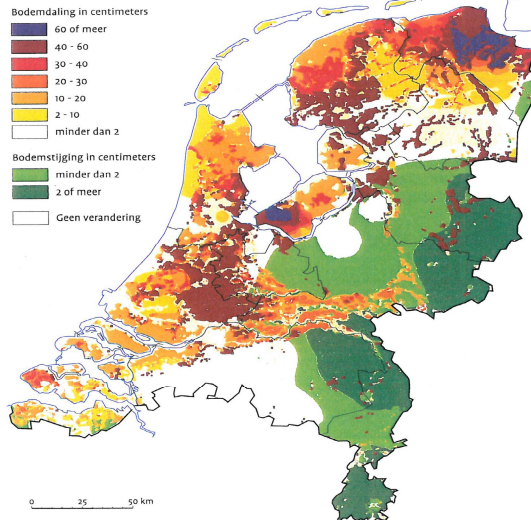 Bodemdaling in centimeters
60 of meer
40 - 60
30 - 40
20 - 30
10 - 20
2 - 10
minder dan 2
Bodemstijging in centimeters
minder dan 2
2 of meer
Geen verandering
0 25 50 km